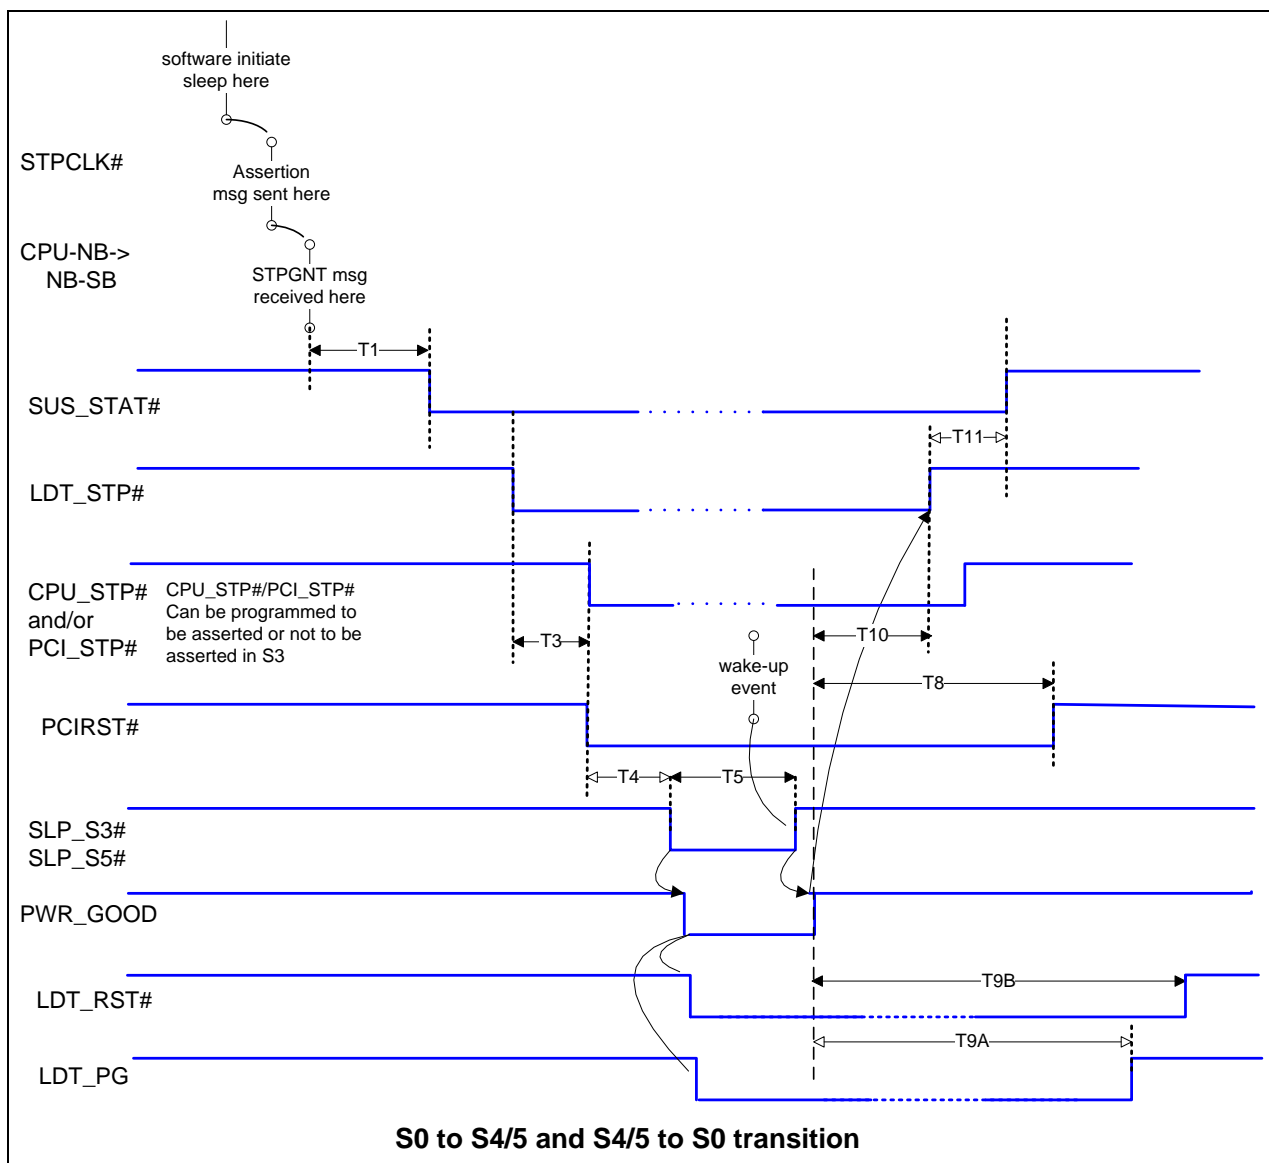 software initiate
sleep here
STPCLK#
Assertion
msg sent here
CPU-NB->
NB-SB
STPGNT msg
received here
T1
SUS_STAT#
T11
LDT_STP#
CPU_STP#
and/or
PCI_STP#
CPU_STP#/PCI_STP#
Can be programmed to
be asserted or not to be
asserted in S3
T3
T10
wake-up
event
T8
PCIRST#
T4
T5
SLP_S3#
SLP_S5#
PWR_GOOD
T9B
LDT_RST#
T9A
LDT_PG
S0 to S4/5 and S4/5 to S0 transition